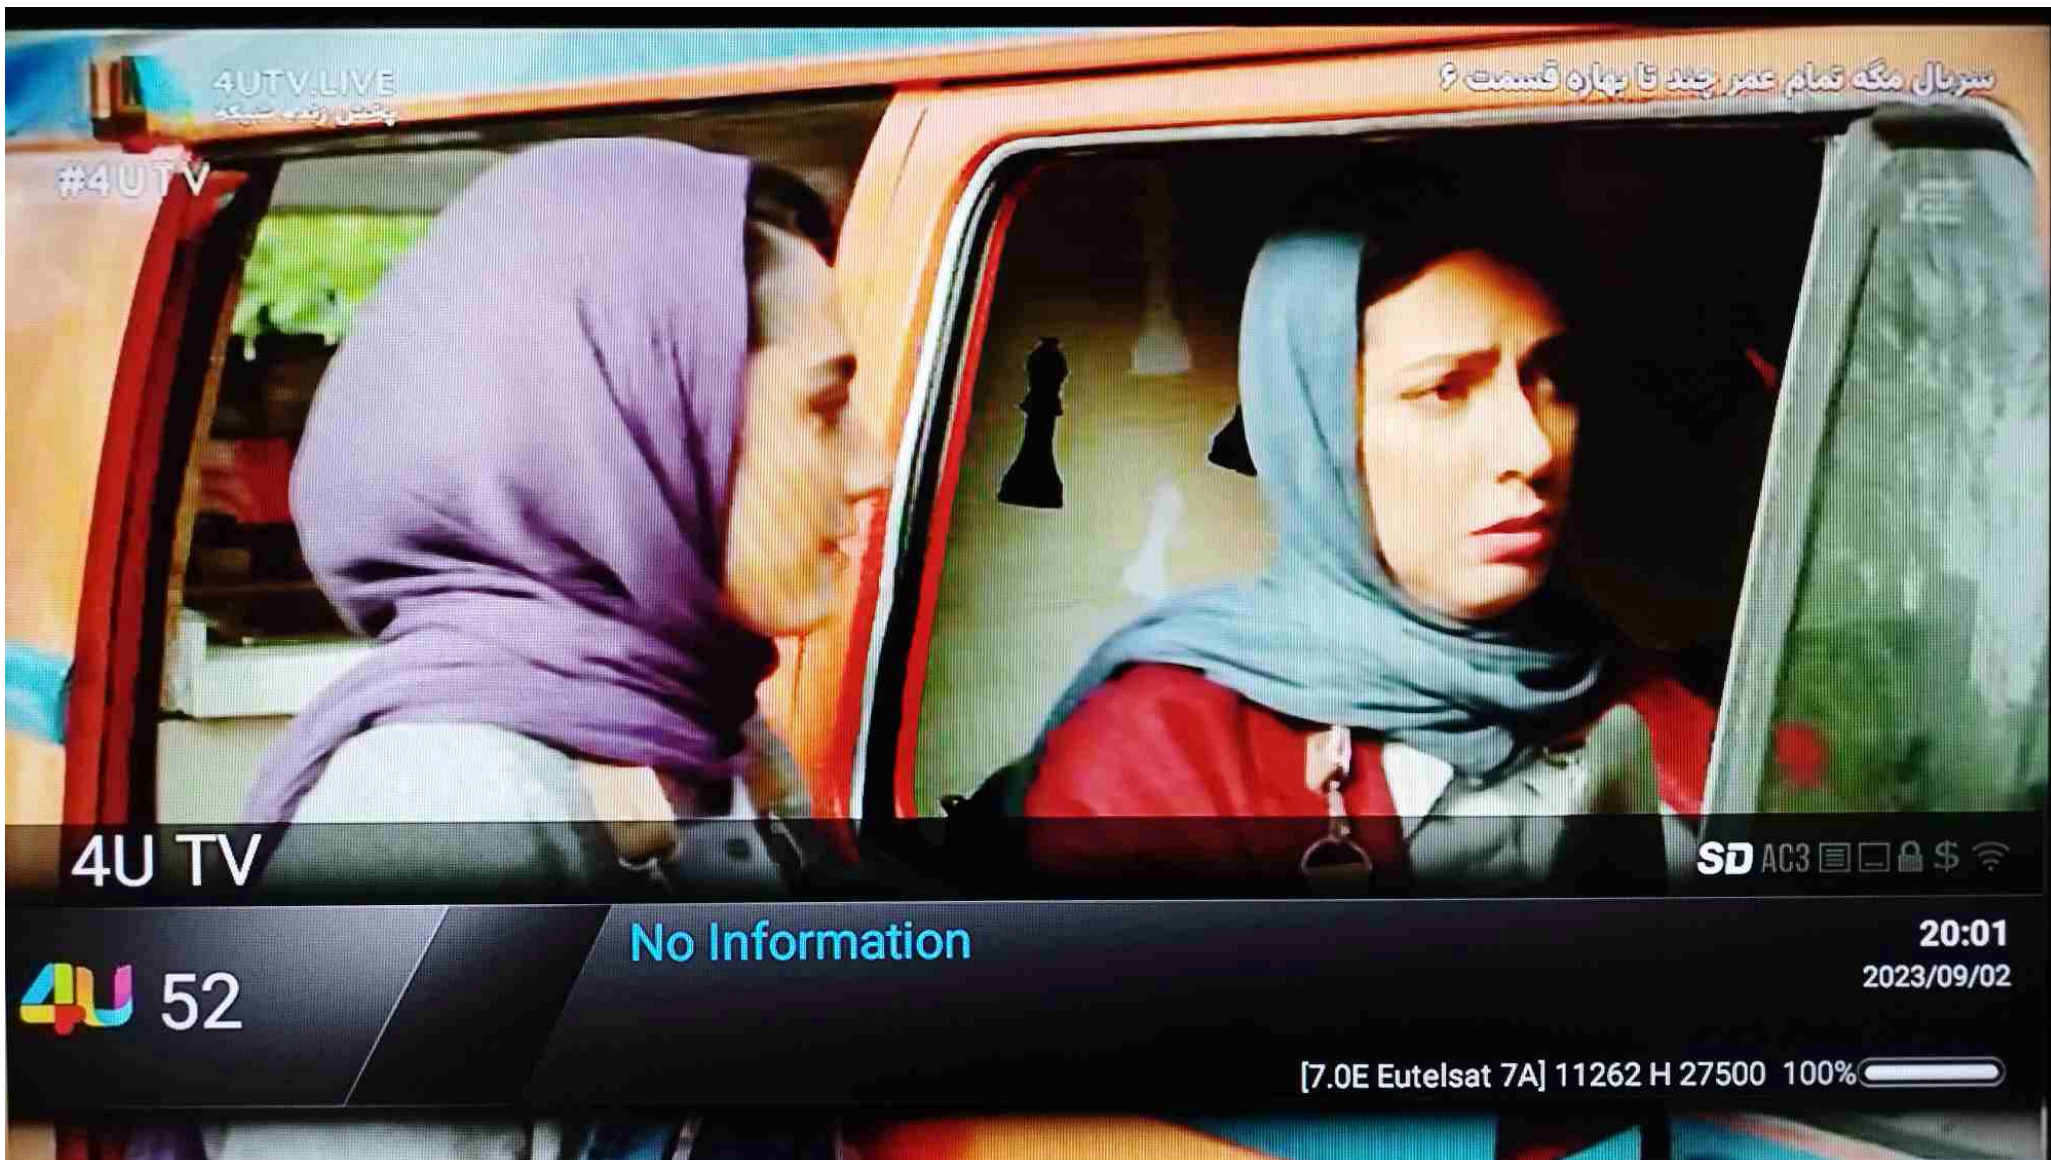 4UTV.LIVE
پخش زنده شبکه
سریال مگه تمام عمر چند تا بهاره قسمت ۶
#4UTV
4U TV
SD AC3 $
4U 52
No Information
20:01
2023/09/02
[7.0E Eutelsat 7A] 11262 H 27500 100%